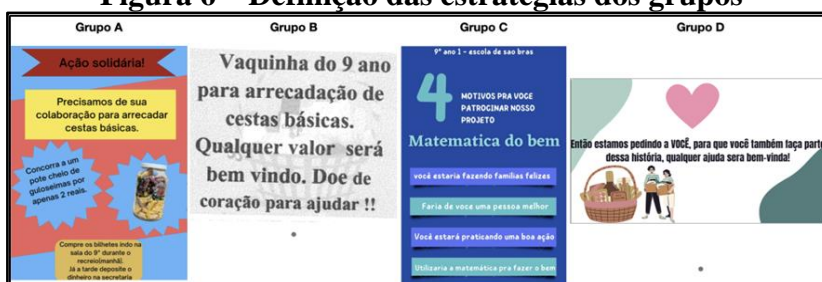 Figura 6 – Definição das estratégias dos grupos
Grupo A
Grupo B
Grupo C
Grupo D
Ação solidária!
Precisamos de sua
colaboração para arrecadar
cestas básicas.
Concorra a um
pote cheio de
guloseimas por
apenas 2 reais.
Compre os bilhetes indo na
sala do 9° durante o
recreio(manhã).
Já a tarde deposite o
dinheiro na secretaria
Vaquinha do 9 ano
para arrecadação de
cestas básicas.
Qualquer valor será
bem vindo. Doe de
coração para ajudar !!
9° ano 1 - escola de sao bras
4
MOTIVOS PRA VOCE
PATROCINAR NOSSO
PROJETO
Matematica do bem
você estaria fazendo familias felizes
Faria de voce uma pessoa melhor
Você estará praticando uma boa ação
Utilizaria a matemática pra fazer o bem
Então estamos pedindo a VOCÊ, para que você também faça parte
dessa história, qualquer ajuda sera bem-vinda!